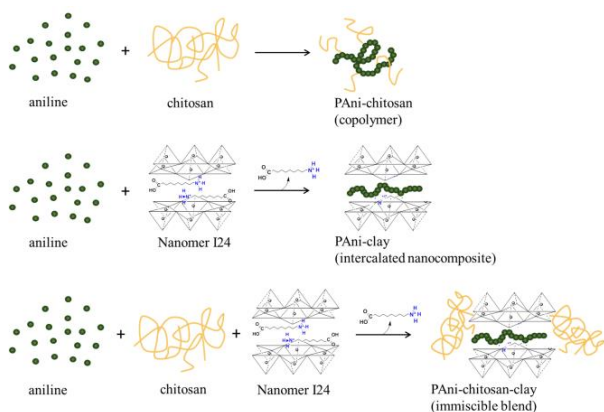 +
aniline
chitosan
PAni-chitosan
(copolymer)
+
aniline
Nanomer I24
PAni-clay
(intercalated nanocomposite)
+
+
aniline
chitosan
Nanomer I24
PAni-chitosan-clay
(immiscible blend)